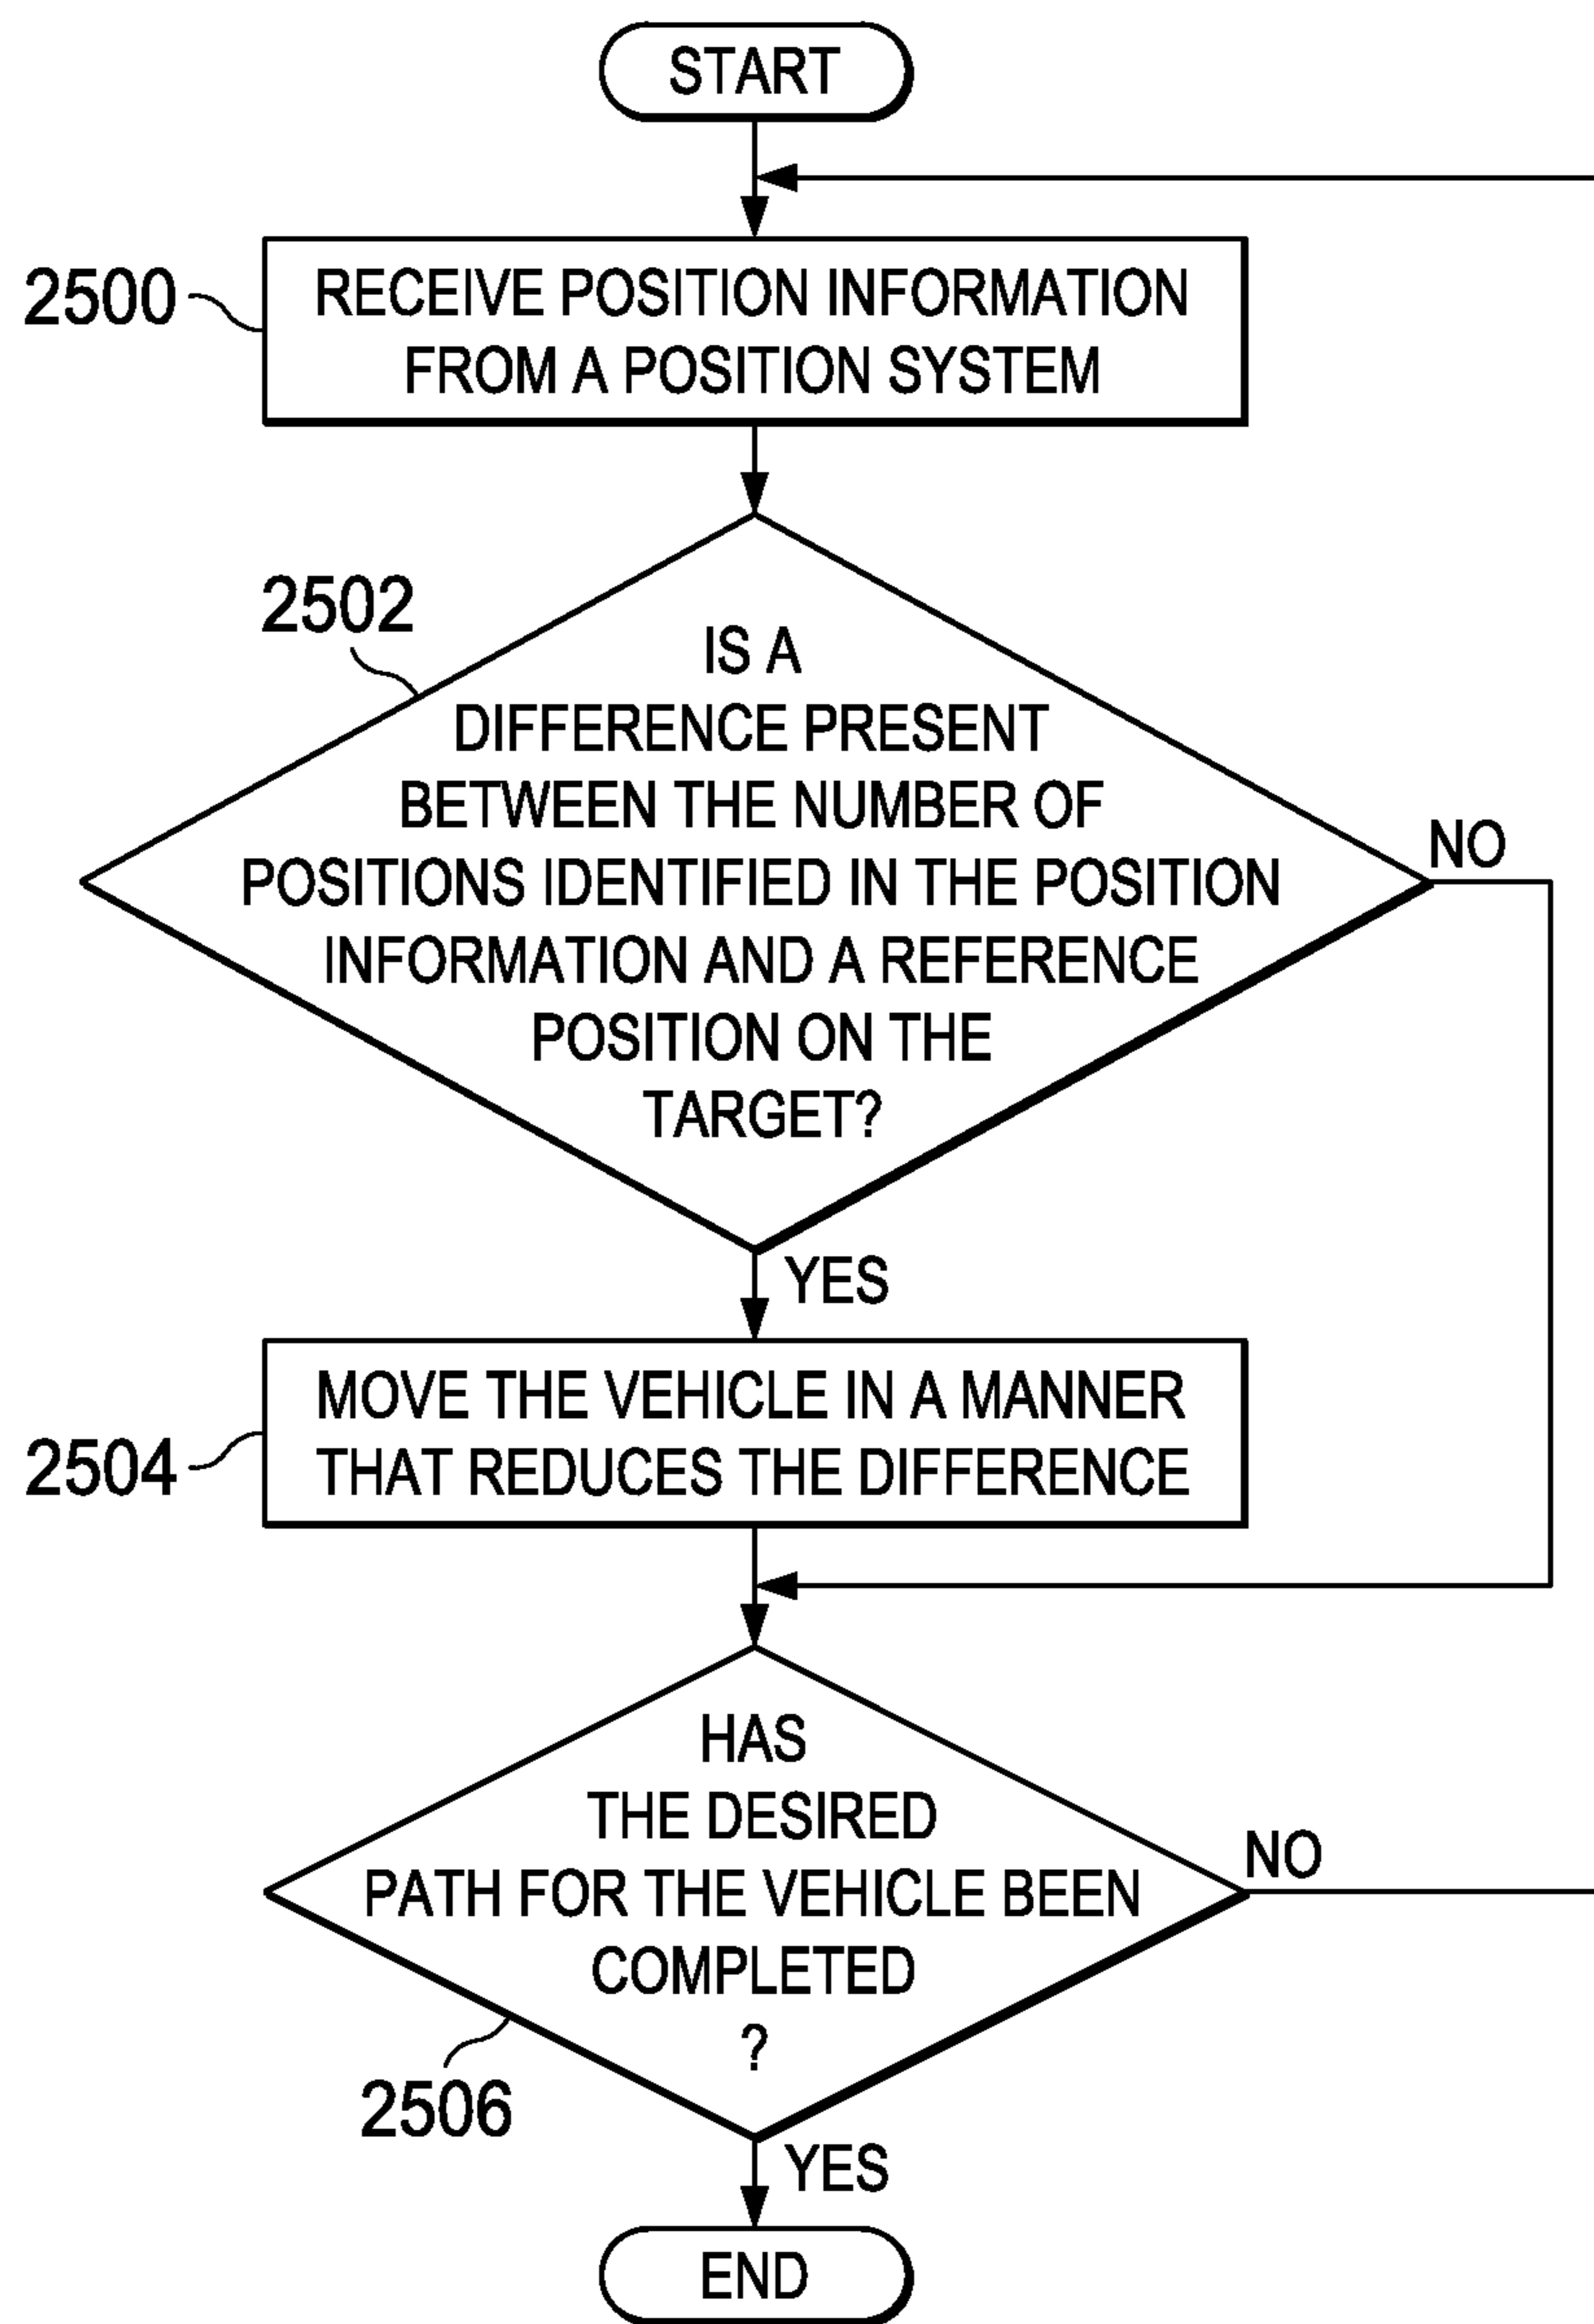 START
2500
RECEIVE POSITION INFORMATION
FROM A POSITION SYSTEM
2502
IS A
DIFFERENCE PRESENT
BETWEEN THE NUMBER OF
POSITIONS IDENTIFIED IN THE POSITION
INFORMATION AND A REFERENCE
POSITION ON THE
TARGET?
NO
YES
2504
MOVE THE VEHICLE IN A MANNER
THAT REDUCES THE DIFFERENCE
HAS
THE DESIRED
PATH FOR THE VEHICLE BEEN
COMPLETED
?
NO
2506
YES
END